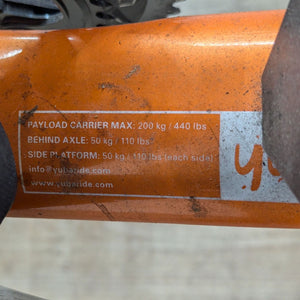 PAYLOAD CARRIER MAX: 200 kg / 440 lbs
BEHIND AXLE: 50 kg / 110 lbs
SIDE PLATFORM: 50 kg / 110 lbs (each side)
info@yubaride.com
www.yubaride.com
yu